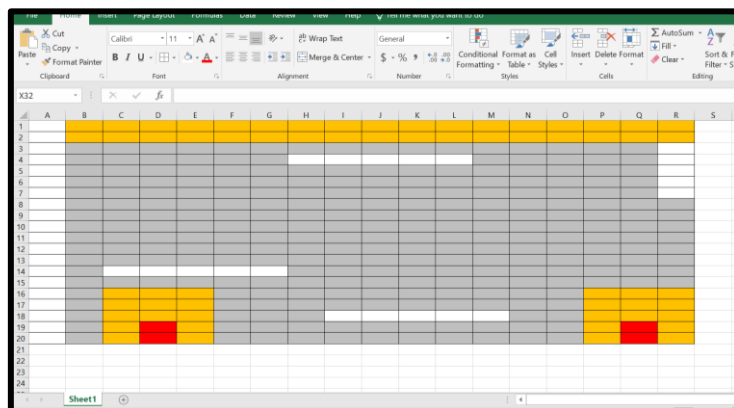 File Home Insert Page Layout Formulas Data Review View Help Tell me what you want to do
Cut
Copy
Format Painter
Paste
Clipboard
Calibri 11 A A
B I U A
Font
Wrap Text
Merge & Center
Alignment
General
$ % ,
Number
Conditional Formatting
Format as Table
Cell Styles
Styles
Insert Delete Format
Cells
AutoSum
Fill
Clear
Sort &
Filter
Editing
X32 fx
A B C D E F G H I J K L M N O P Q R S
1
2
3
4
5
6
7
8
9
10
11
12
13
14
15
16
17
18
19
20
21
22
23
24
Sheet1